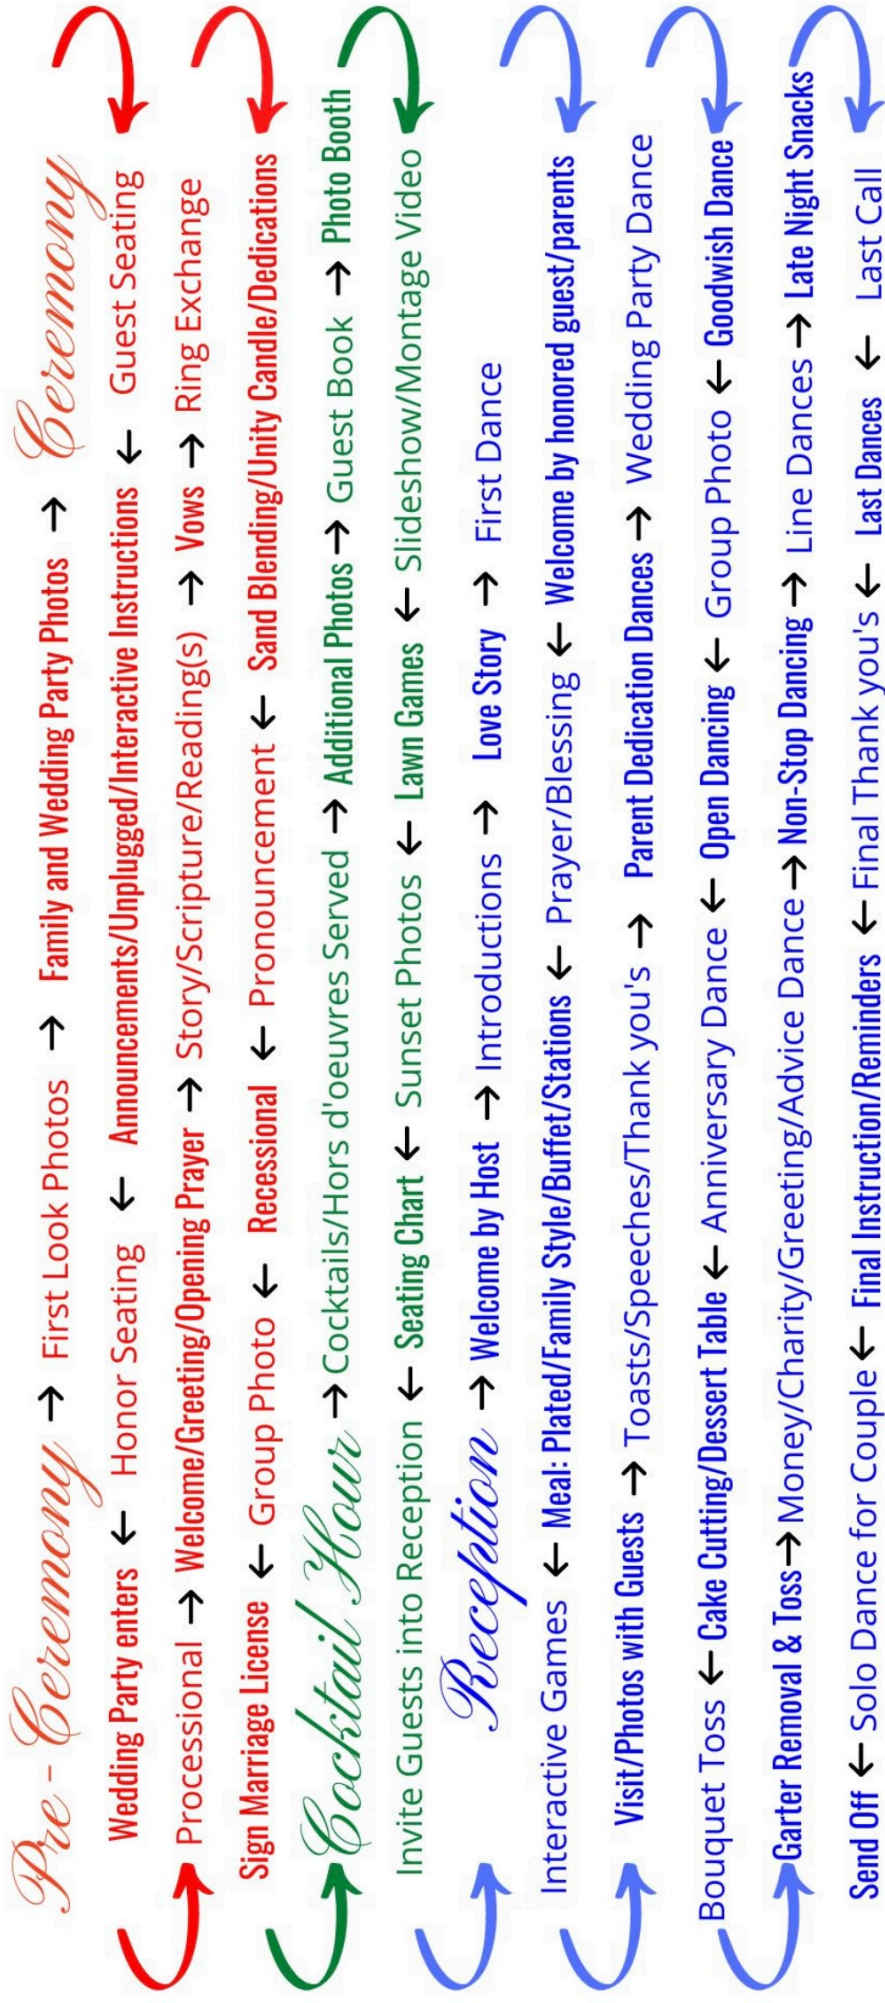 Pre - Ceremony → First Look Photos → Family and Wedding Party Photos → Ceremony
Wedding Party enters ← Honor Seating ← Announcements/Unplugged/Interactive Instructions ← Guest Seating
Processional → Welcome/Greeting/Opening Prayer → Story/Scripture/Reading(s) → Vows → Ring Exchange
Sign Marriage License ← Group Photo ← Recessional ← Pronouncement ← Sand Blending/Unity Candle/Dedications
Cocktail Hour → Cocktails/Hors d'oeuvres Served → Additional Photos → Guest Book → Photo Booth
Invite Guests into Reception ← Seating Chart ← Sunset Photos ← Lawn Games ← Slideshow/Montage Video
Reception → Welcome by Host → Introductions → Love Story → First Dance
Interactive Games ← Meal: Plated/Family Style/Buffet/Stations ← Prayer/Blessing ← Welcome by honored guest/parents
Visit/Photos with Guests → Toasts/Speeches/Thank you's → Parent Dedication Dances → Wedding Party Dance
Bouquet Toss ← Cake Cutting/Dessert Table ← Anniversary Dance ← Open Dancing ← Group Photo ← Goodwish Dance
Garter Removal & Toss → Money/Charity/Greeting/Advice Dance → Non-Stop Dancing → Line Dances → Late Night Snacks
Send Off ← Solo Dance for Couple ← Final Instruction/Reminders ← Final Thank you's ← Last Dances ← Last Call